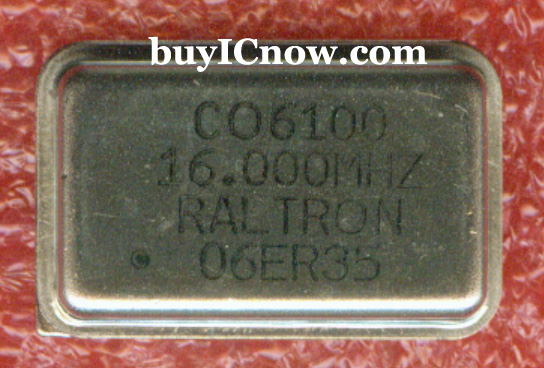 buyICnow.com
CO6100
16.000MHZ
RALTRON
06ER35